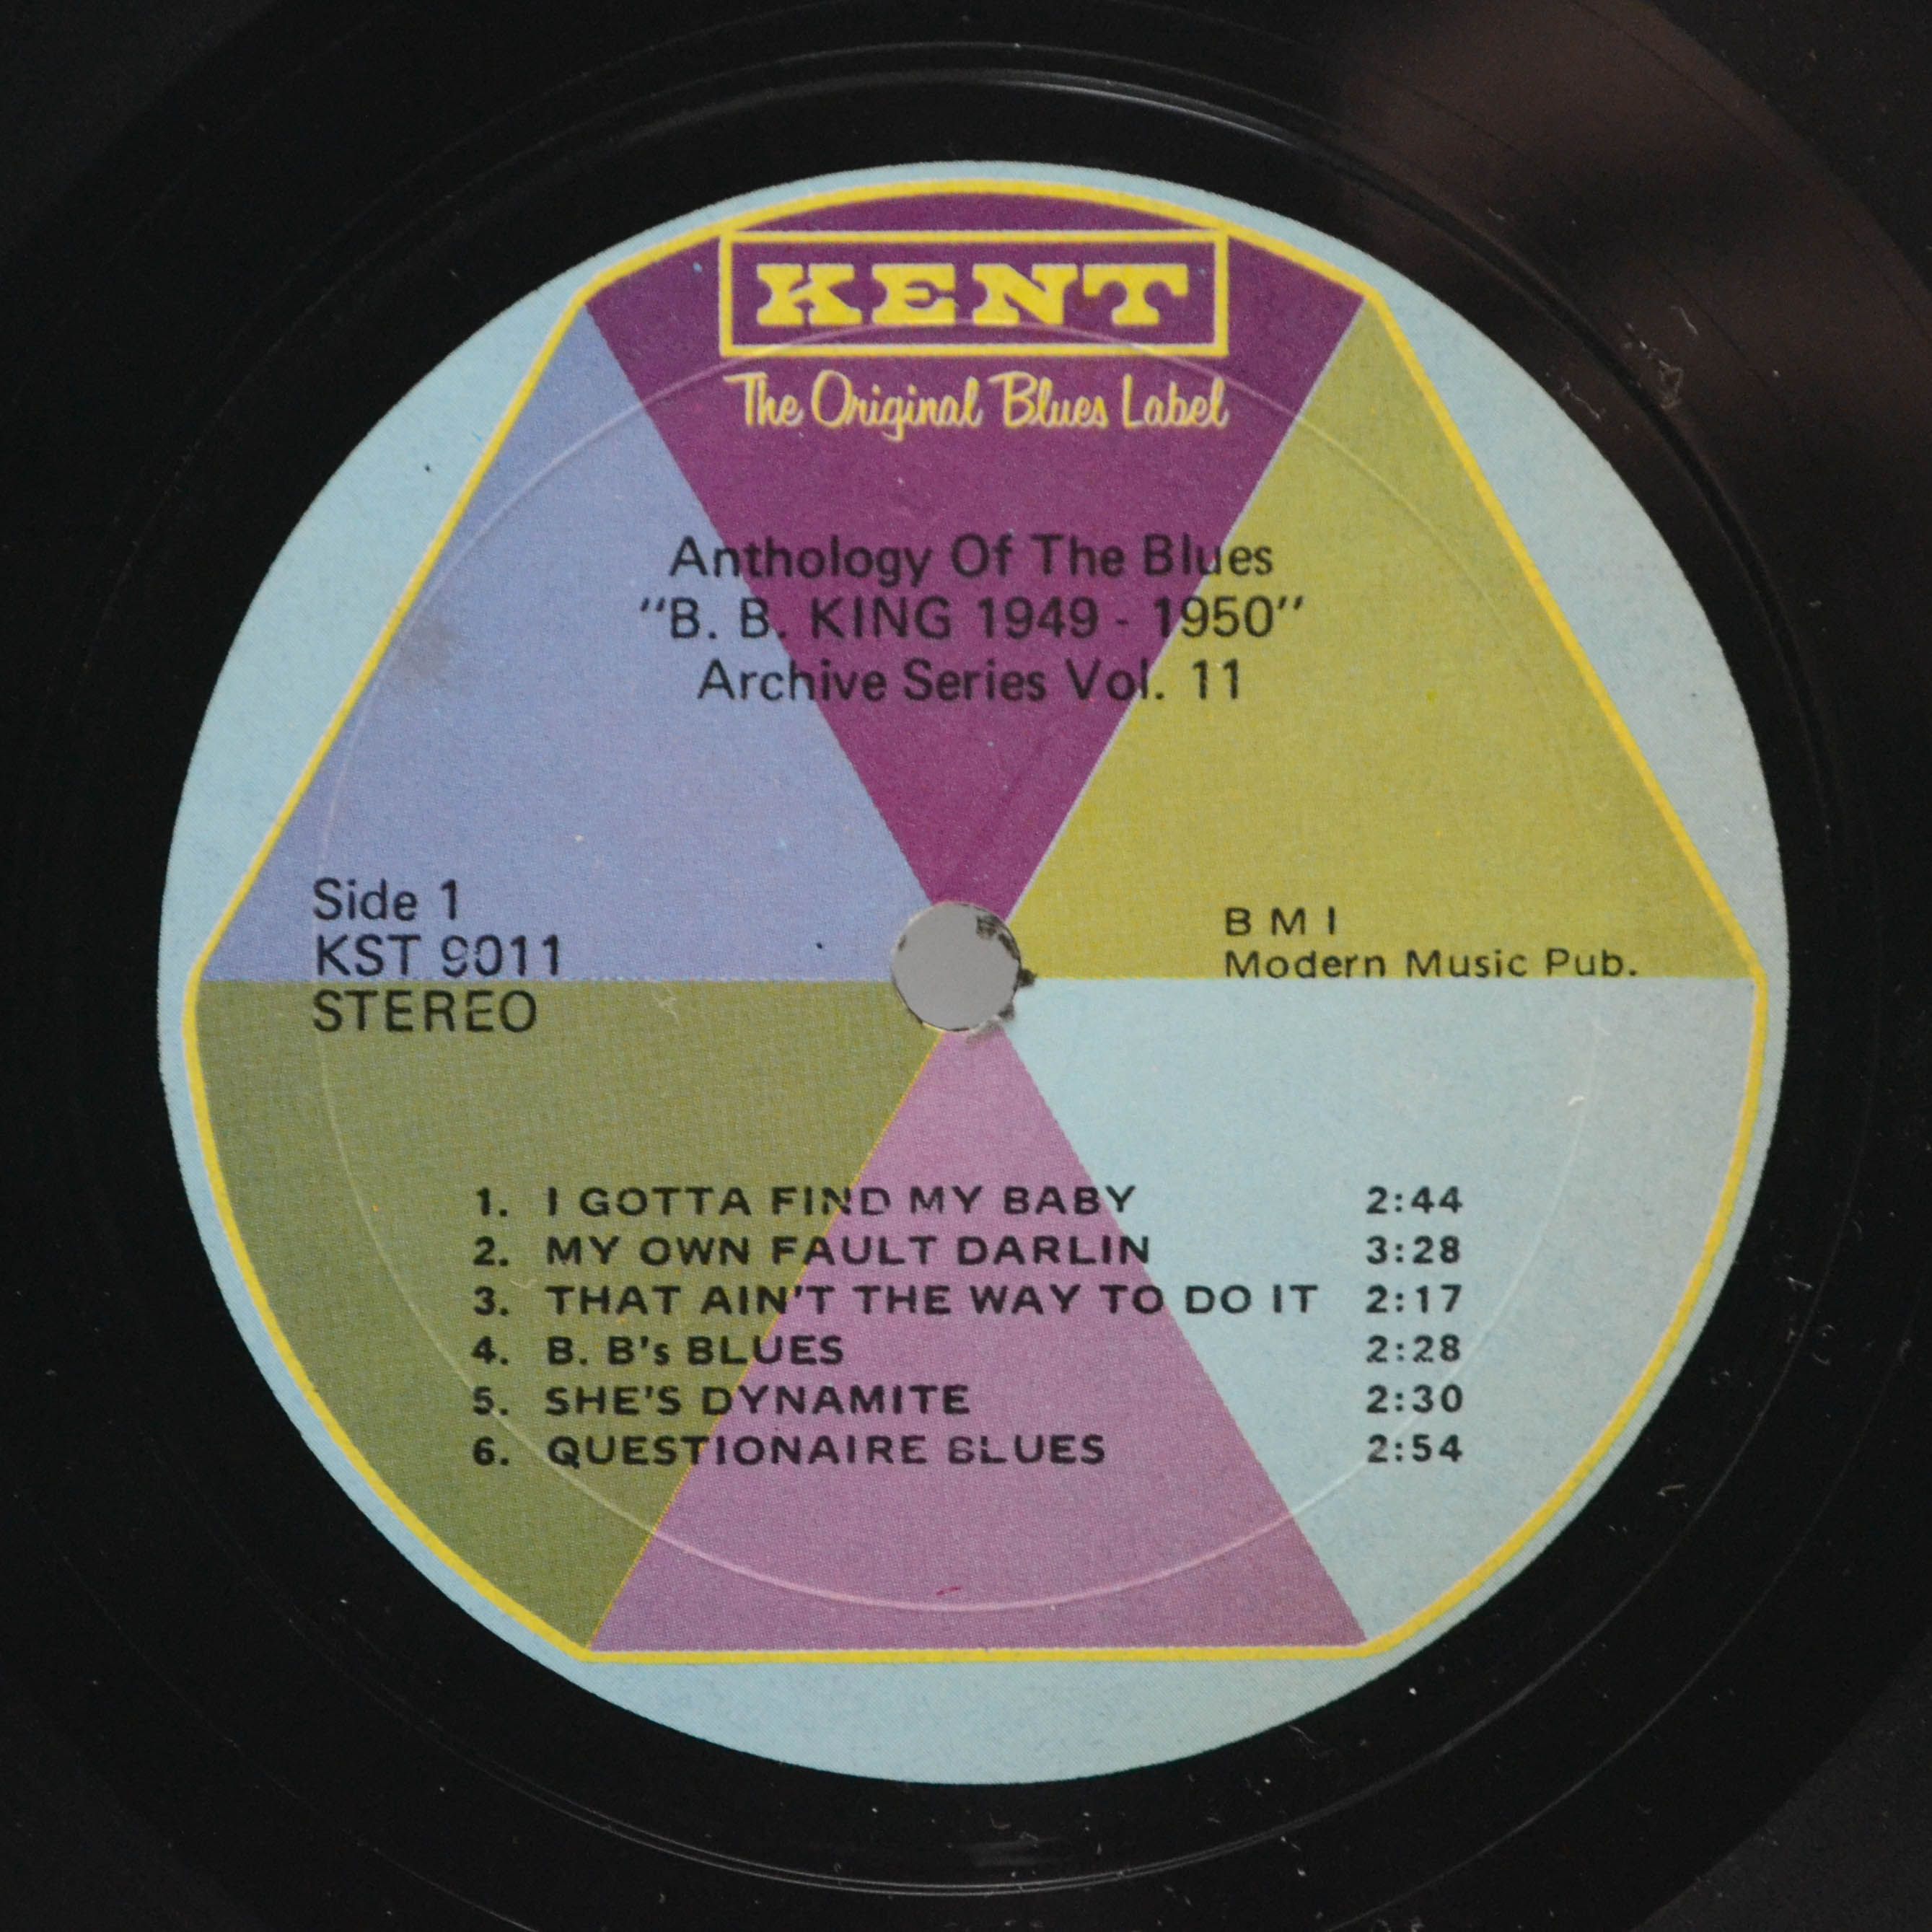 KENT
The Original Blues Label
Anthology Of The Blues
"B. B. KING 1949 - 1950"
Archive Series Vol. 11
Side 1
KST 9011
STEREO
B M I
Modern Music Pub.
1. I GOTTA FIND MY BABY 2:44
2. MY OWN FAULT DARLIN 3:28
3. THAT AIN'T THE WAY TO DO IT 2:17
4. B. B's BLUES 2:28
5. SHE'S DYNAMITE 2:30
6. QUESTIONAIRE BLUES 2:54